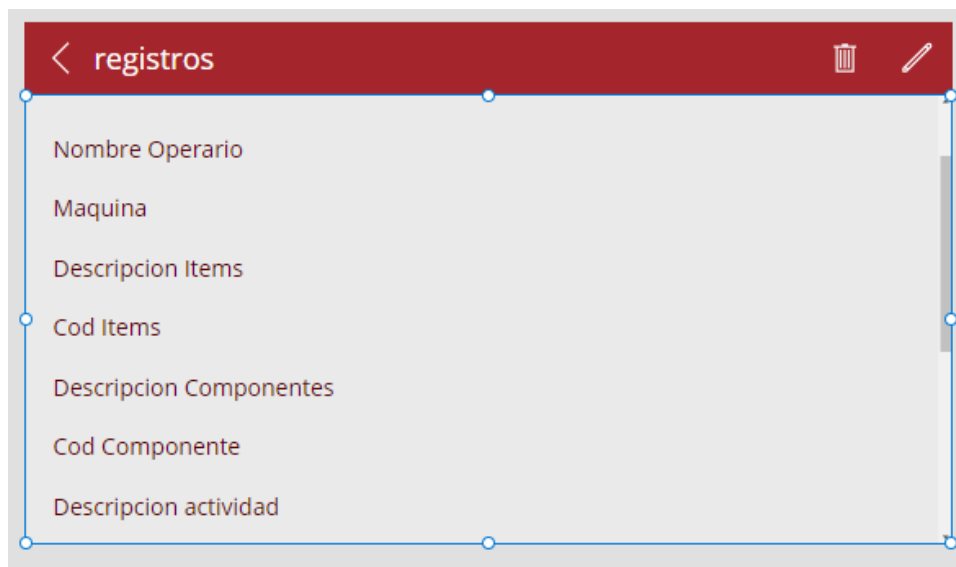 registros
Nombre Operario
Maquina
Descripcion Items
Cod Items
Descripcion Componentes
Cod Componente
Descripcion actividad